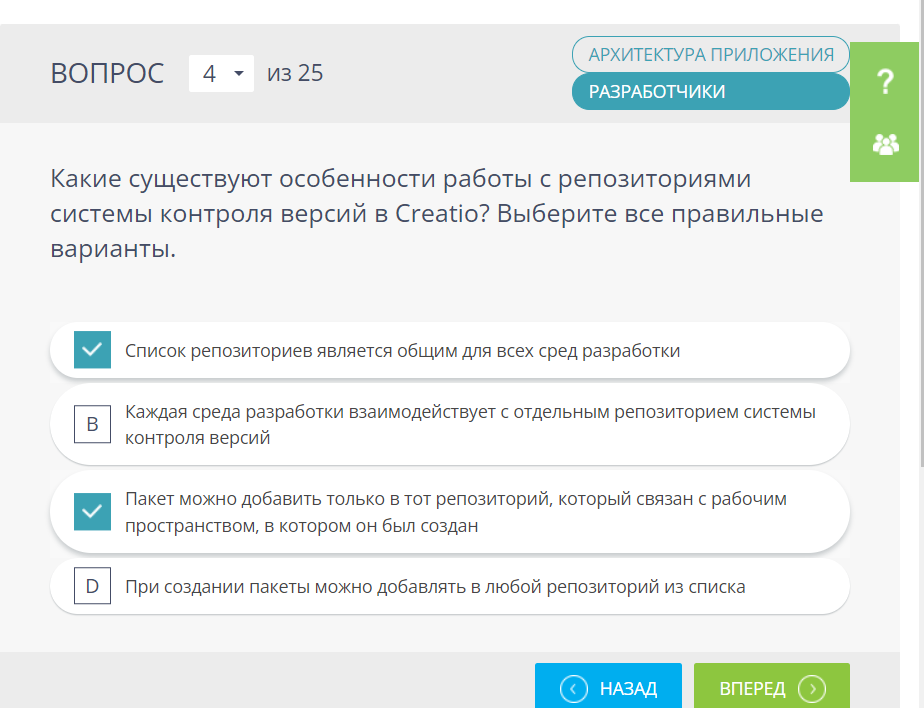 ВОПРОС 4 из 25
АРХИТЕКТУРА ПРИЛОЖЕНИЯ
РАЗРАБОТЧИКИ
?
Какие существуют особенности работы с репозиториями
системы контроля версий в Creatio? Выберите все правильные
варианты.
Список репозиториев является общим для всех сред разработки
B
Каждая среда разработки взаимодействует с отдельным репозиторием системы
контроля версий
Пакет можно добавить только в тот репозиторий, который связан с рабочим
пространством, в котором он был создан
D При создании пакеты можно добавлять в любой репозиторий из списка
НАЗАД
ВПЕРЕД